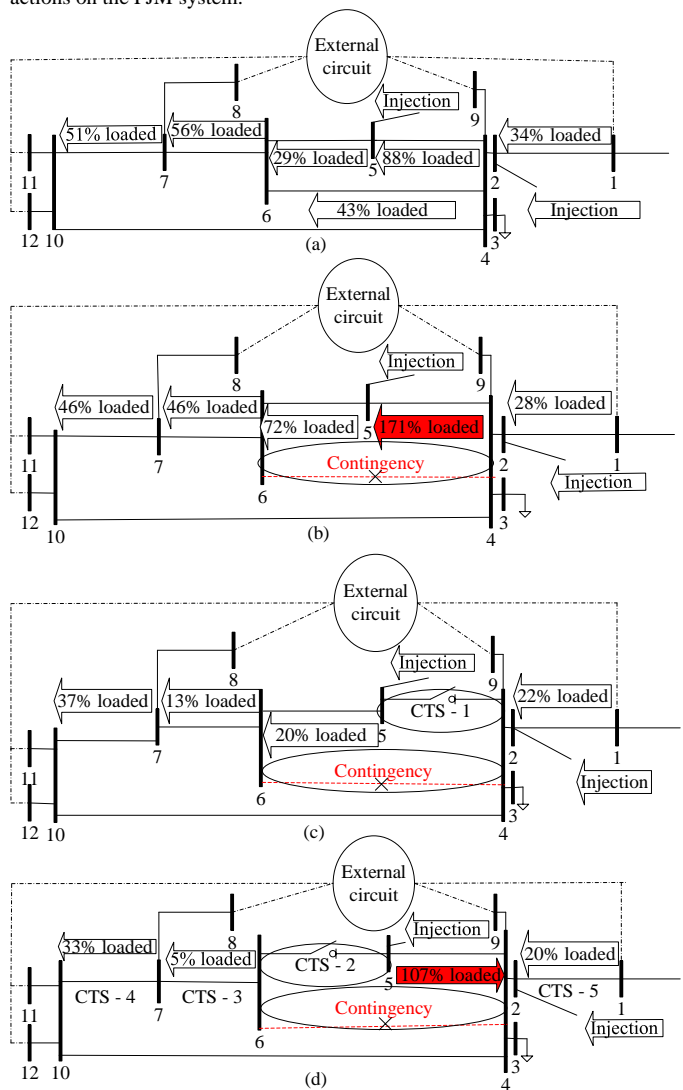 actions on the PJM system.
External
circuit
8
9
Injection
51% loaded
56% loaded
34% loaded
29% loaded
5
88% loaded
11
7
2
1
6
43% loaded
Injection
12
10
3
(a)
4
External
circuit
8
9
Injection
46% loaded
46% loaded
28% loaded
72% loaded
5
171% loaded
11
7
Contingency
2
1
6
Injection
12
10
3
(b)
4
External
circuit
8
9
Injection
37% loaded
13% loaded
22% loaded
CTS - 1
20% loaded
5
11
7
Contingency
2
1
6
Injection
12
10
3
(c)
4
External
circuit
8
9
Injection
33% loaded
5% loaded
20% loaded
CTS - 2
5
107% loaded
11
CTS - 4
7
CTS - 3
2
CTS - 5
1
Contingency
6
Injection
12
10
3
(d)
4